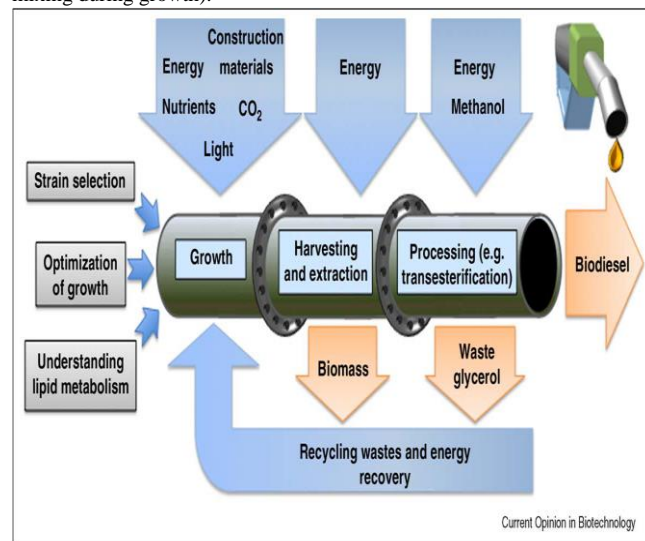 mixing during growth).
Construction
Energy materials
Nutrients CO2
Light
Energy
Energy
Methanol
Strain selection
Optimization
of growth
Understanding
lipid metabolism
Growth
Harvesting
and extraction
Processing (e.g.
transesterification)
Biodiesel
Biomass
Waste
glycerol
Recycling wastes and energy
recovery
Current Opinion in Biotechnology